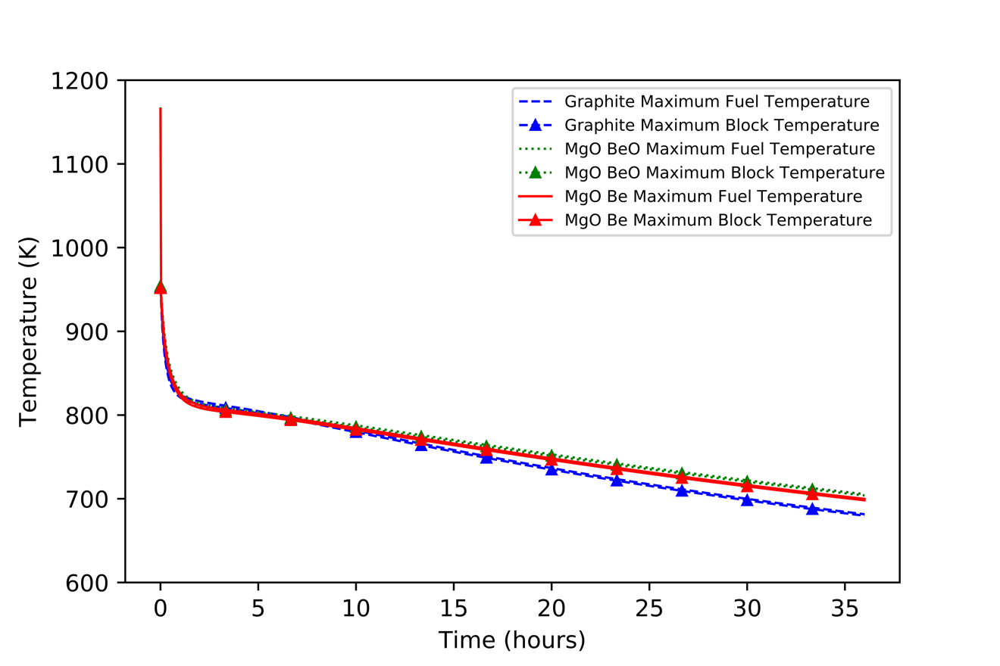 1200
1100
1000
900
800
700
600
Temperature (K)
0 5 10 15 20 25 30 35
Time (hours)
Graphite Maximum Fuel Temperature
Graphite Maximum Block Temperature
MgO BeO Maximum Fuel Temperature
MgO BeO Maximum Block Temperature
MgO Be Maximum Fuel Temperature
MgO Be Maximum Block Temperature